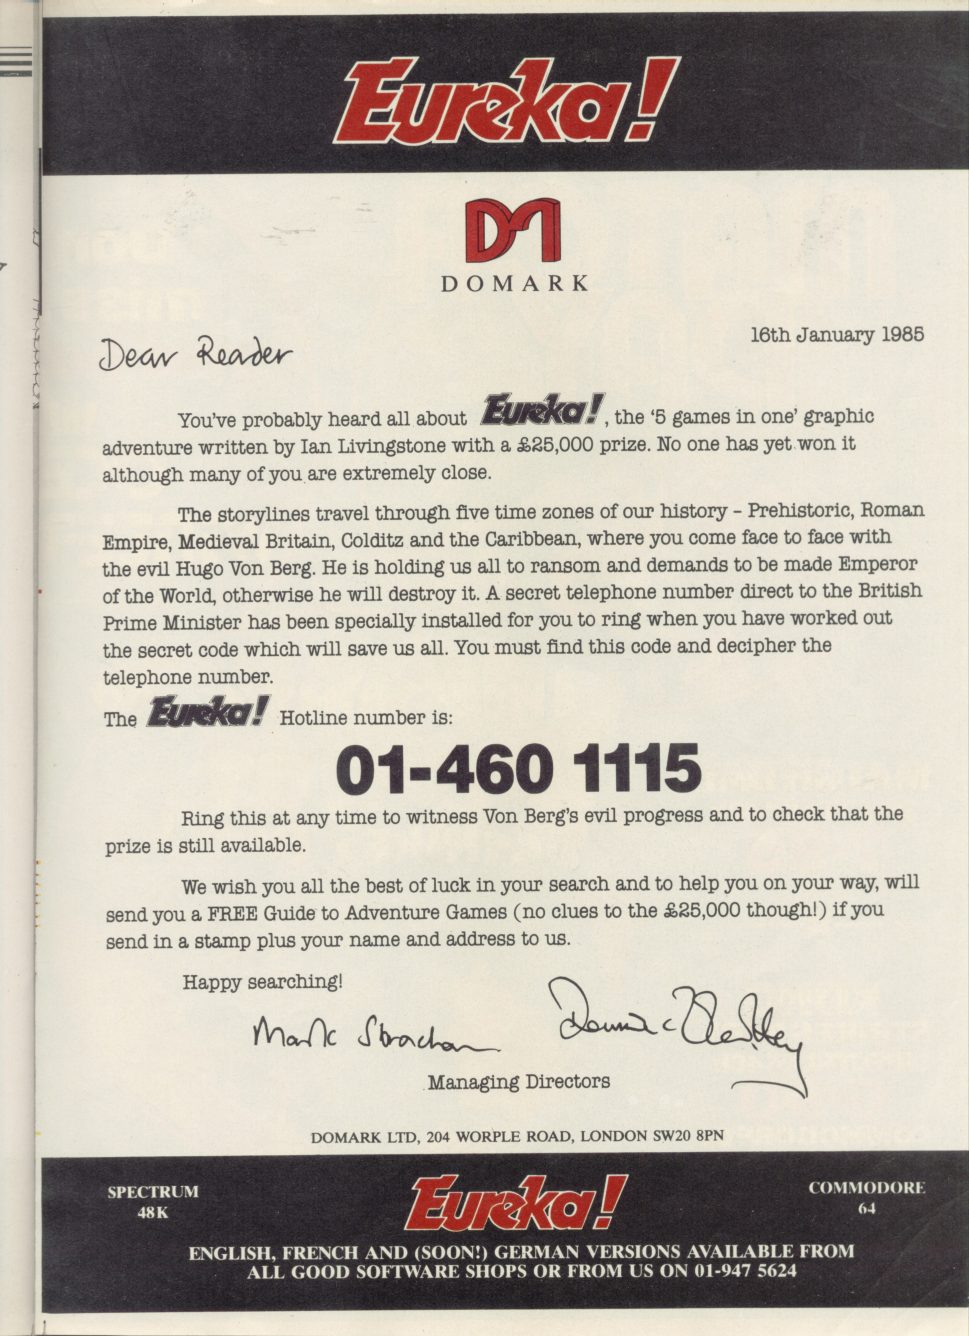 Eureka!
DM
DOMARK
16th January 1985
Dear Reader
You've probably heard all about Eureka!, the '5 games in one' graphic
adventure written by Ian Livingstone with a £25,000 prize. No one has yet won it
although many of you are extremely close.
The storylines travel through five time zones of our history - Prehistoric, Roman
Empire, Medieval Britain, Colditz and the Caribbean, where you come face to face with
the evil Hugo Von Berg. He is holding us all to ransom and demands to be made Emperor
of the World, otherwise he will destroy it. A secret telephone number direct to the British
Prime Minister has been specially installed for you to ring when you have worked out
the secret code which will save us all. You must find this code and decipher the
telephone number.
The Eureka! Hotline number is:
01-460 1115
Ring this at any time to witness Von Berg's evil progress and to check that the
prize is still available.
We wish you all the best of luck in your search and to help you on your way, will
send you a FREE Guide to Adventure Games (no clues to the £25,000 though!) if you
send in a stamp plus your name and address to us.
Happy searching!
Mark Strachan Dominic Wheatley
Managing Directors
DOMARK LTD, 204 WORPLE ROAD, LONDON SW20 8PN
SPECTRUM
48K
Eureka!
COMMODORE
64
ENGLISH, FRENCH AND (SOON!) GERMAN VERSIONS AVAILABLE FROM
ALL GOOD SOFTWARE SHOPS OR FROM US ON 01-947 5624